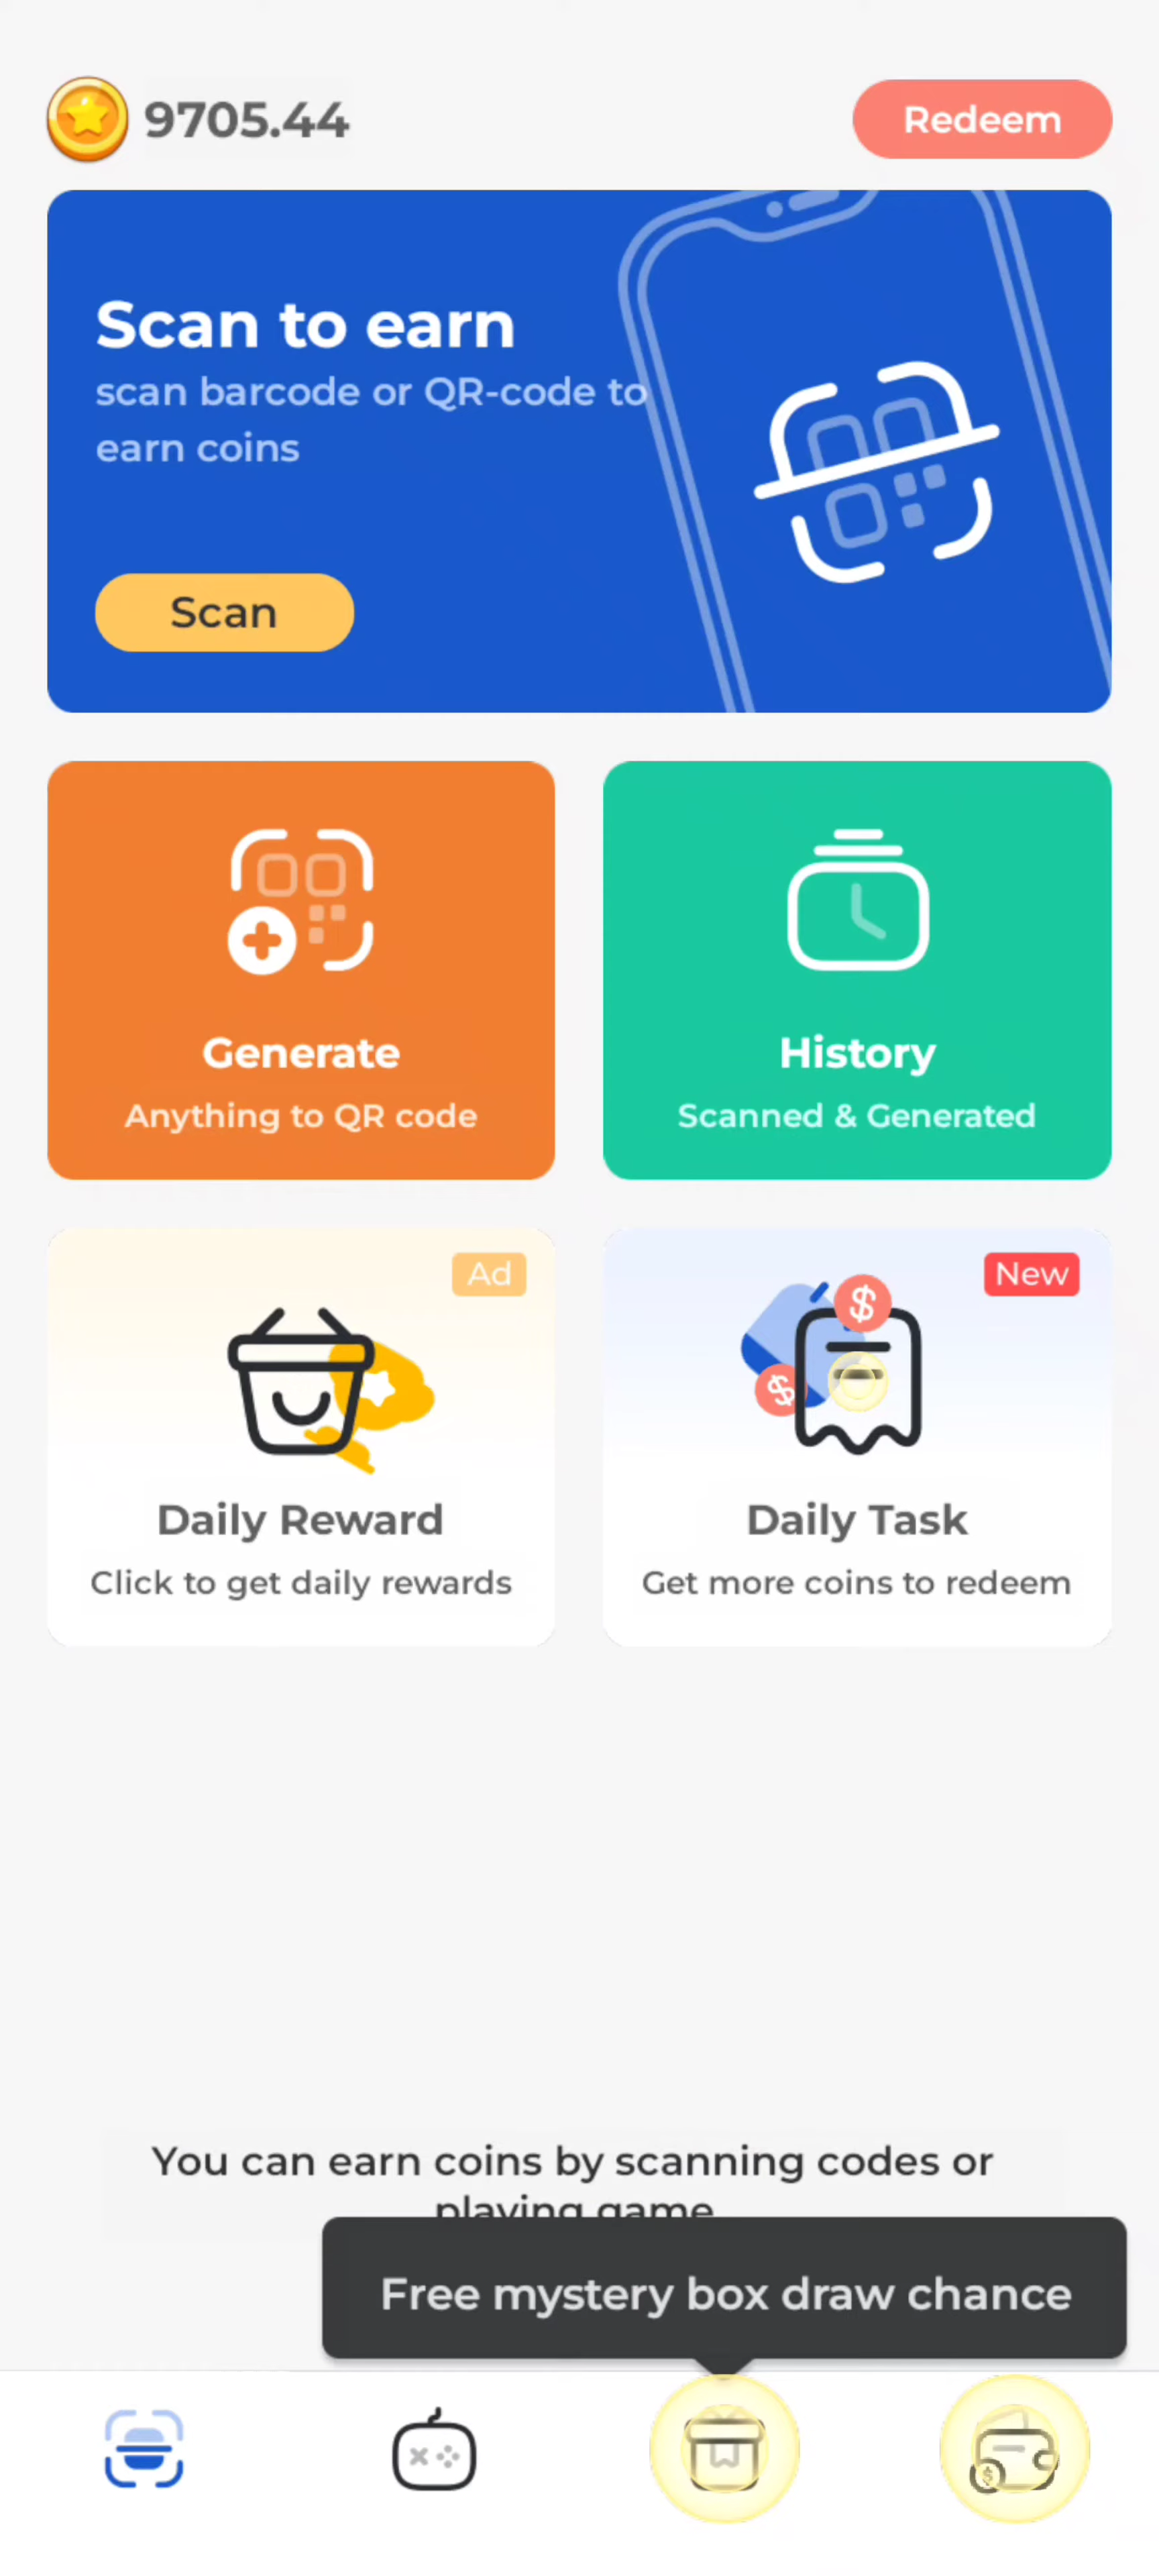 9705.44
Redeem
Scan to earn
scan barcode or QR-code to
earn coins
Scan
Generate
Anything to QR code
History
Scanned & Generated
Ad
Daily Reward
Click to get daily rewards
New
$
$
Daily Task
Get more coins to redeem
You can earn coins by scanning codes or
playing game
Free mystery box draw chance
$